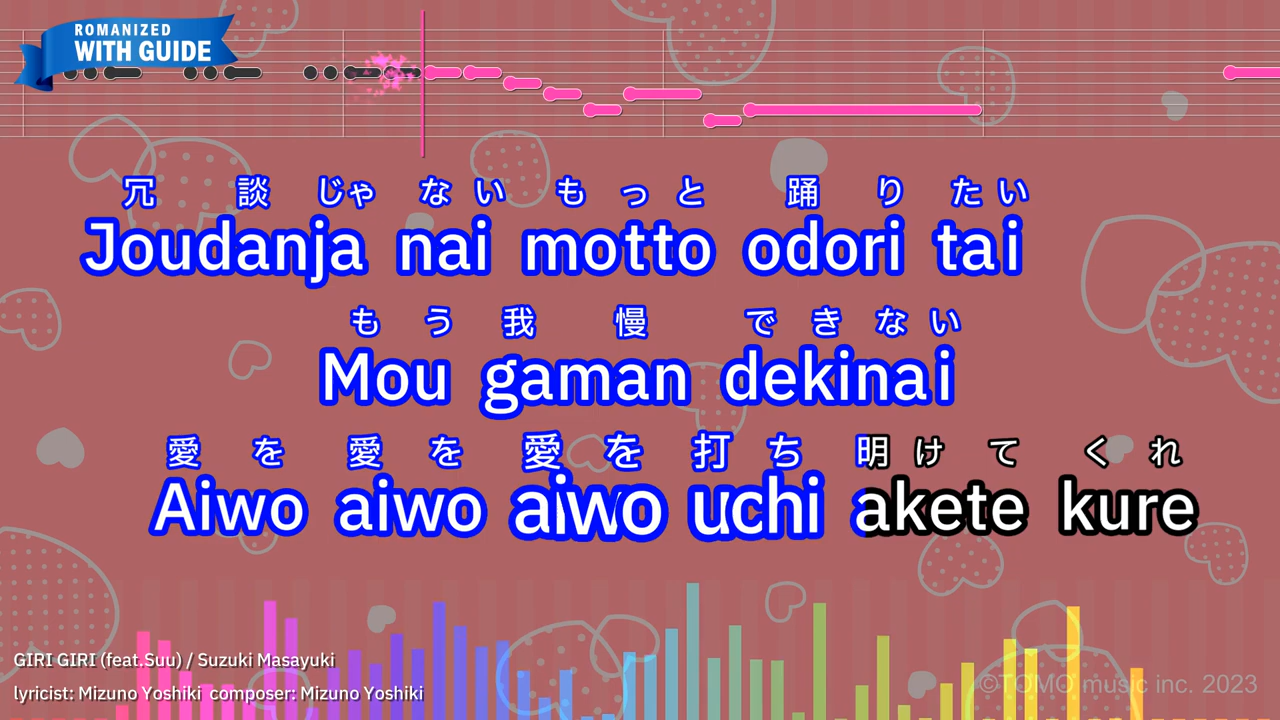 ROMANIZED
WITH GUIDE
冗談じゃない もっと 踊りたい
Joudanja nai motto odori tai
もう 我慢 できない
Mou gaman dekinai
愛を 愛を 愛を 打ち 明けて くれ
Aiwo aiwo aiwo uchi akete kure
GIRI GIRI (feat.Suu) / Suzuki Masayuki
lyricist: Mizuno Yoshiki composer: Mizuno Yoshiki
©TOMO music inc. 2023